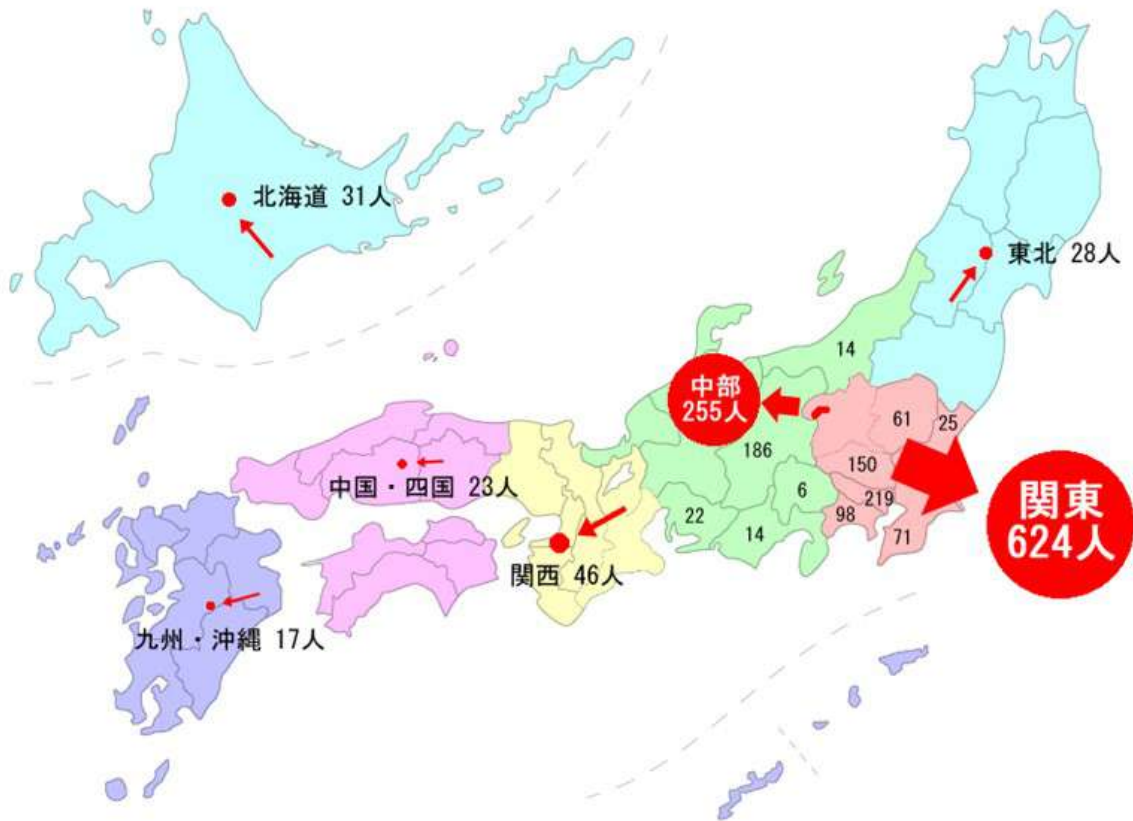 北海道 31人
東北 28人
14
中部
255人
61
25
186
150
関東
624人
中国・四国 23人
6
219
22
98
14
71
関西 46人
九州・沖縄 17人